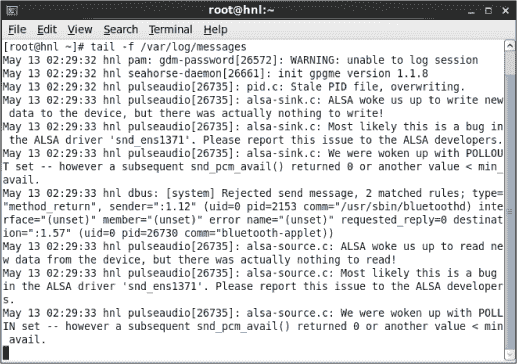 root@hnl:~
File Edit View Search Terminal Help
[root@hnl ~]# tail -f /var/log/messages
May 13 02:29:32 hnl pam: gdm-password[26572]: WARNING: unable to log session
May 13 02:29:32 hnl seahorse-daemon[26661]: init gpgme version 1.1.8
May 13 02:29:33 hnl pulseaudio[26735]: pid.c: Stale PID file, overwriting.
May 13 02:29:33 hnl pulseaudio[26735]: alsa-sink.c: ALSA woke us up to write new
 data to the device, but there was actually nothing to write!
May 13 02:29:33 hnl pulseaudio[26735]: alsa-sink.c: Most likely this is a bug in
 the ALSA driver 'snd_ens1371'. Please report this issue to the ALSA developers.
May 13 02:29:33 hnl pulseaudio[26735]: alsa-sink.c: We were woken up with POLLOU
T set -- however a subsequent snd_pcm_avail() returned 0 or another value < min_
avail.
May 13 02:29:33 hnl dbus: [system] Rejected send message, 2 matched rules; type=
"method_return", sender=":1.12" (uid=0 pid=2153 comm="/usr/sbin/bluetoothd) inte
rface="(unset)" member="(unset)" error name="(unset)" requested_reply=0 destinat
ion=":1.57" (uid=0 pid=26730 comm="bluetooth-applet))
May 13 02:29:33 hnl pulseaudio[26735]: alsa-source.c: ALSA woke us up to read ne
w data from the device, but there was actually nothing to read!
May 13 02:29:33 hnl pulseaudio[26735]: alsa-source.c: Most likely this is a bug
in the ALSA driver 'snd_ens1371'. Please report this issue to the ALSA developer
s.
May 13 02:29:33 hnl pulseaudio[26735]: alsa-source.c: We were woken up with POLL
IN set -- however a subsequent snd_pcm_avail() returned 0 or another value < min
_avail.